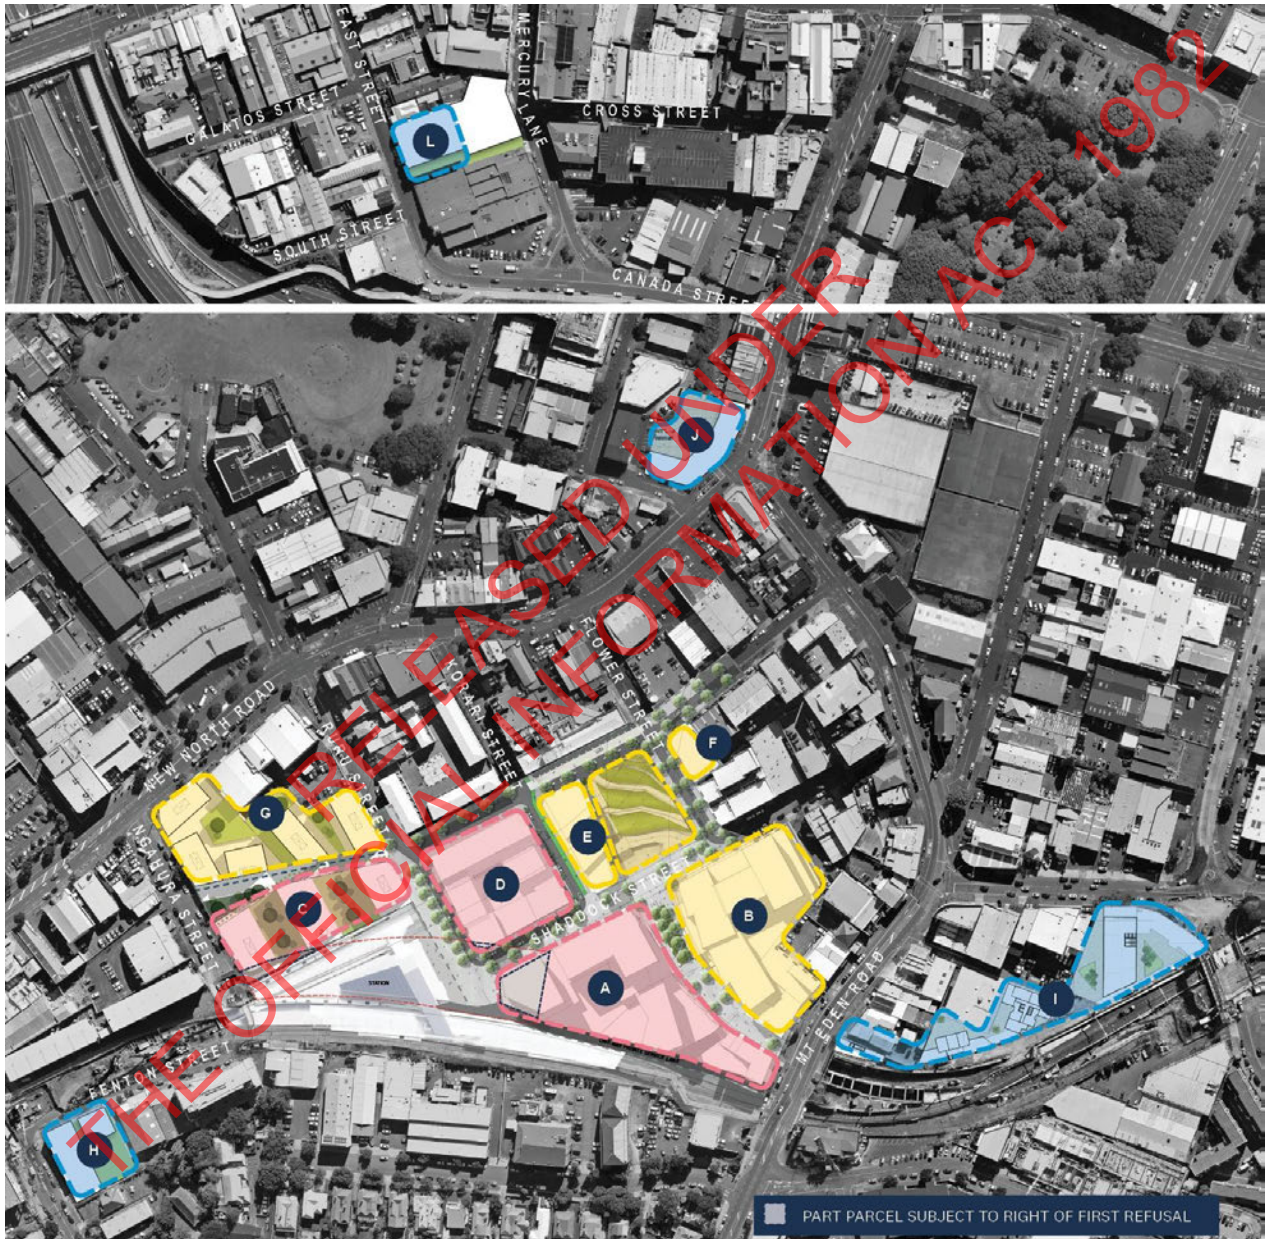 GALATOS STREET
EAST STREET
MERCURY LANE
CROSS STREET
L
SOUTH STREET
CANADA STREET
RELEASED UNDER
THE OFFICIAL INFORMATION ACT 1982
J
NEW NORTH ROAD
KORARI STREET
FLOWER STREET
F
G
E
NGAHURA STREET
D
C
SHADDOCK STREET
B
STATION
A
MT EDEN ROAD
I
FENTON STREET
H
PART PARCEL SUBJECT TO RIGHT OF FIRST REFUSAL